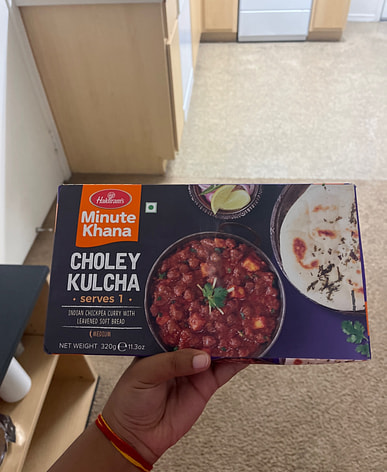 Haldiram's
Minute
Khana
CHOLEY
KULCHA
• serves 1 •
INDIAN CHICKPEA CURRY WITH
LEAVENED SOFT BREAD
MEDIUM
NET WEIGHT 320g ℮ 11.3oz